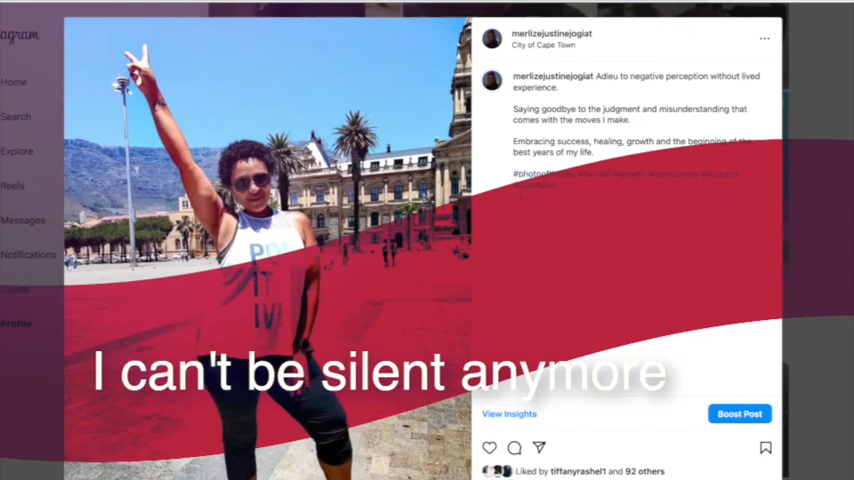 agram
Home
Search
Explore
Reels
Messages
Notifications
Profile
merlizejustinejogiat
City of Cape Town
merlizejustinejogiat Adieu to negative perception without lived
experience.
Saying goodbye to the judgment and misunderstanding that
comes with the moves I make.
Embracing success, healing, growth and the beginning of the
best years of my life.
I can't be silent anymore
View Insights
Boost Post
Liked by tiffanyrashel1 and 92 others